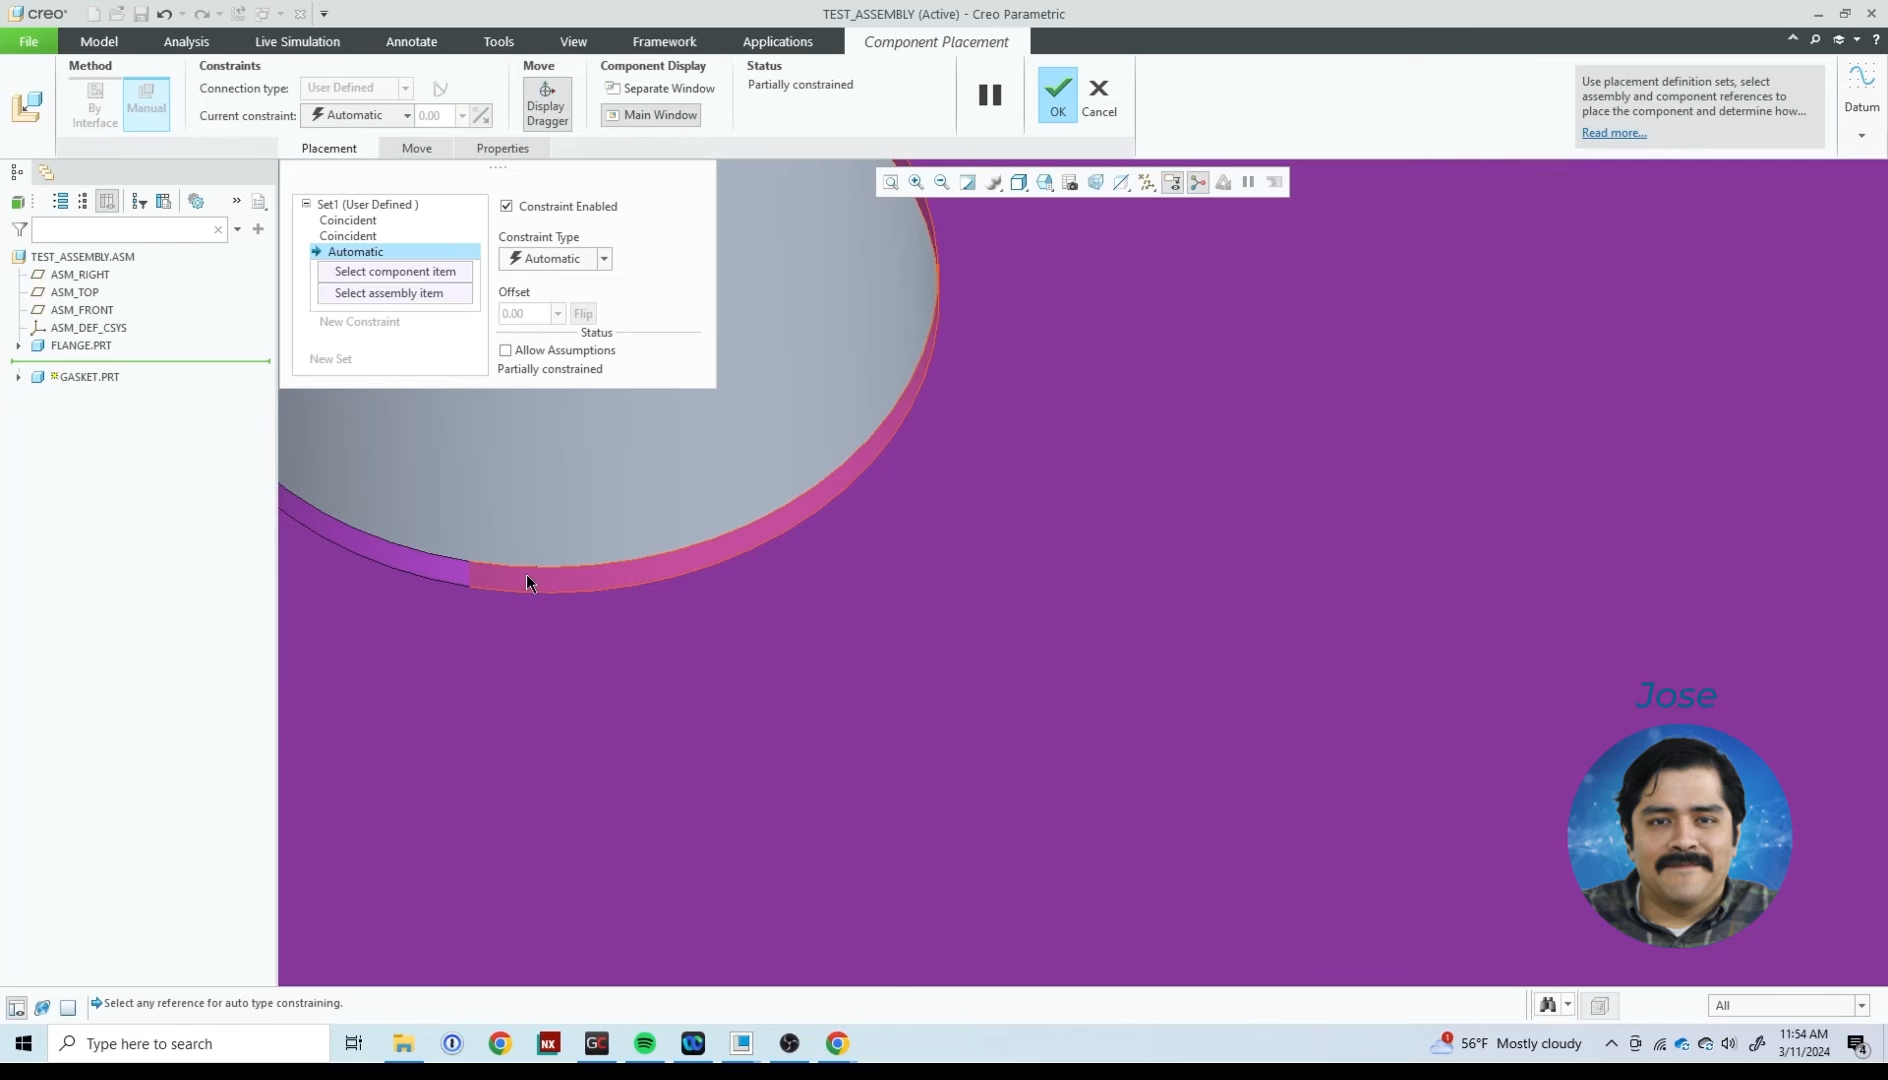 creo
TEST_ASSEMBLY (Active) - Creo Parametric
File
Model
Analysis
Live Simulation
Annotate
Tools
View
Framework
Applications
Component Placement
Method
By Interface
Manual
Constraints
Connection type: User Defined
Current constraint: Automatic 0.00
Move
Display Dragger
Component Display
Separate Window
Main Window
Status
Partially constrained
OK
Cancel
Use placement definition sets, select
assembly and component references to
place the component and determine how...
Read more...
Datum
Placement
Move
Properties
Set1 (User Defined )
Coincident
Coincident
Automatic
Select component item
Select assembly item
New Constraint
New Set
Constraint Enabled
Constraint Type
Automatic
Offset
0.00
Flip
Status
Allow Assumptions
Partially constrained
TEST_ASSEMBLY.ASM
ASM_RIGHT
ASM_TOP
ASM_FRONT
ASM_DEF_CSYS
FLANGE.PRT
GASKET.PRT
Jose
Select any reference for auto type constraining.
All
Type here to search
NX
GC
1
56°F Mostly cloudy
11:54 AM
3/11/2024
4